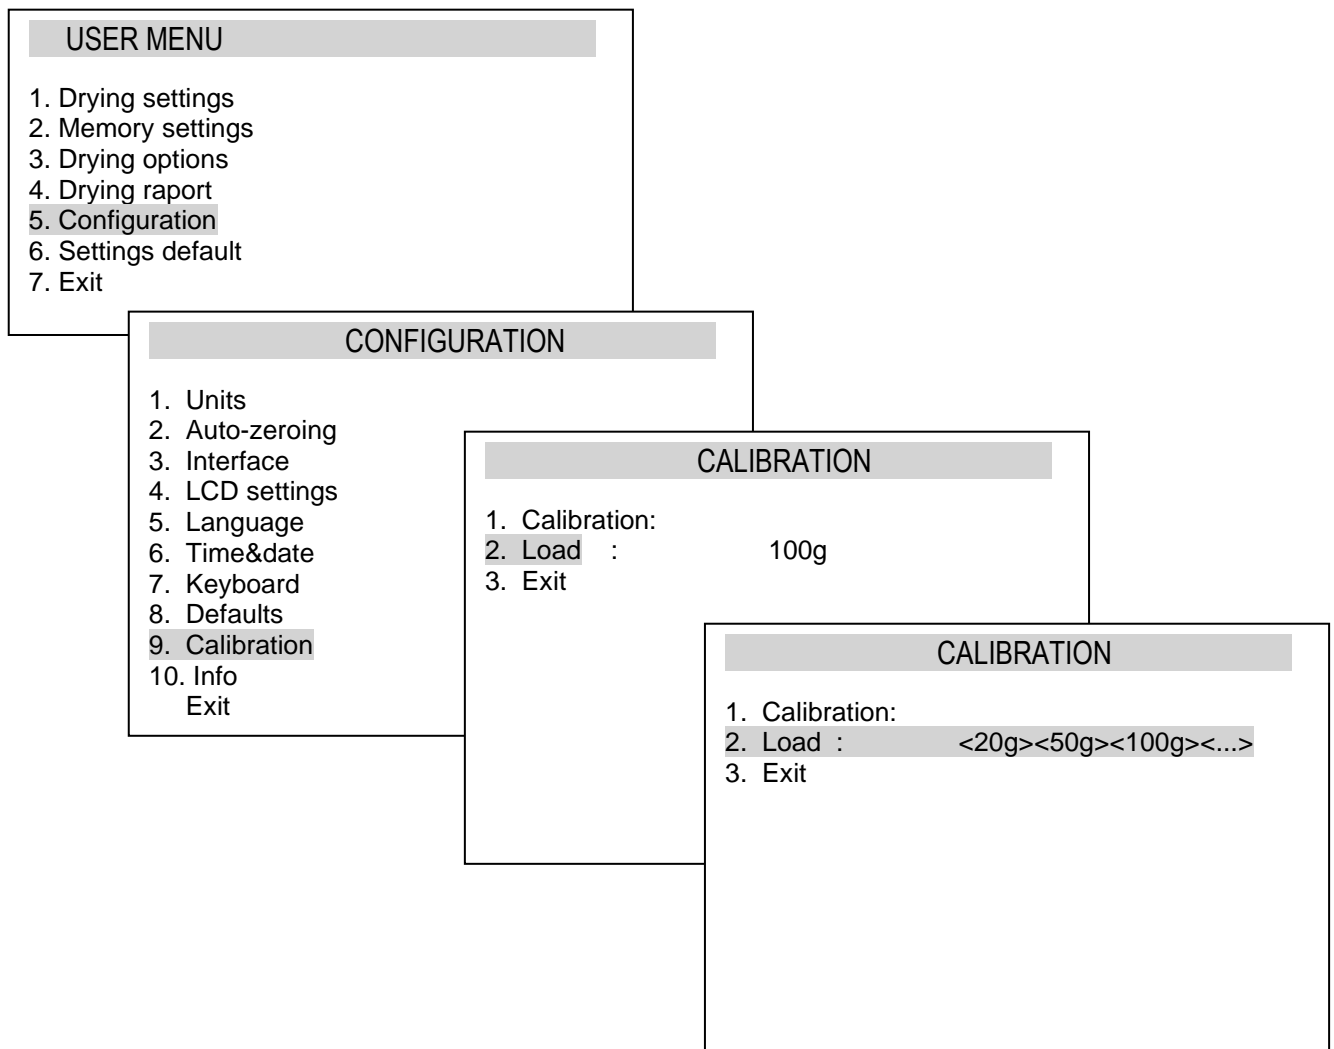 USER MENU
1. Drying settings
2. Memory settings
3. Drying options
4. Drying raport
5. Configuration
6. Settings default
7. Exit
CONFIGURATION
1. Units
2. Auto-zeroing
3. Interface
4. LCD settings
5. Language
6. Time&date
7. Keyboard
8. Defaults
9. Calibration
10. Info
Exit
CALIBRATION
1. Calibration:
2. Load : 100g
3. Exit
CALIBRATION
1. Calibration:
2. Load : <20g><50g><100g><...>
3. Exit